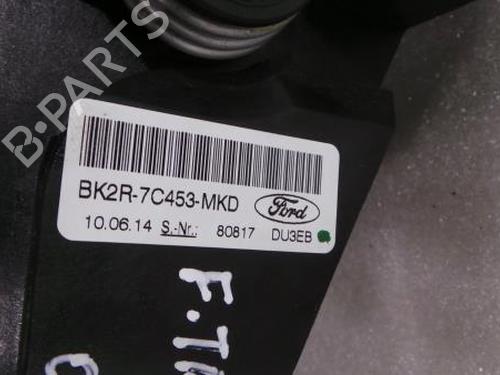 B-PARTS
BK2R-7C453-MKD Ford
10.06.14 S.-Nr.: 80817 DU3EB